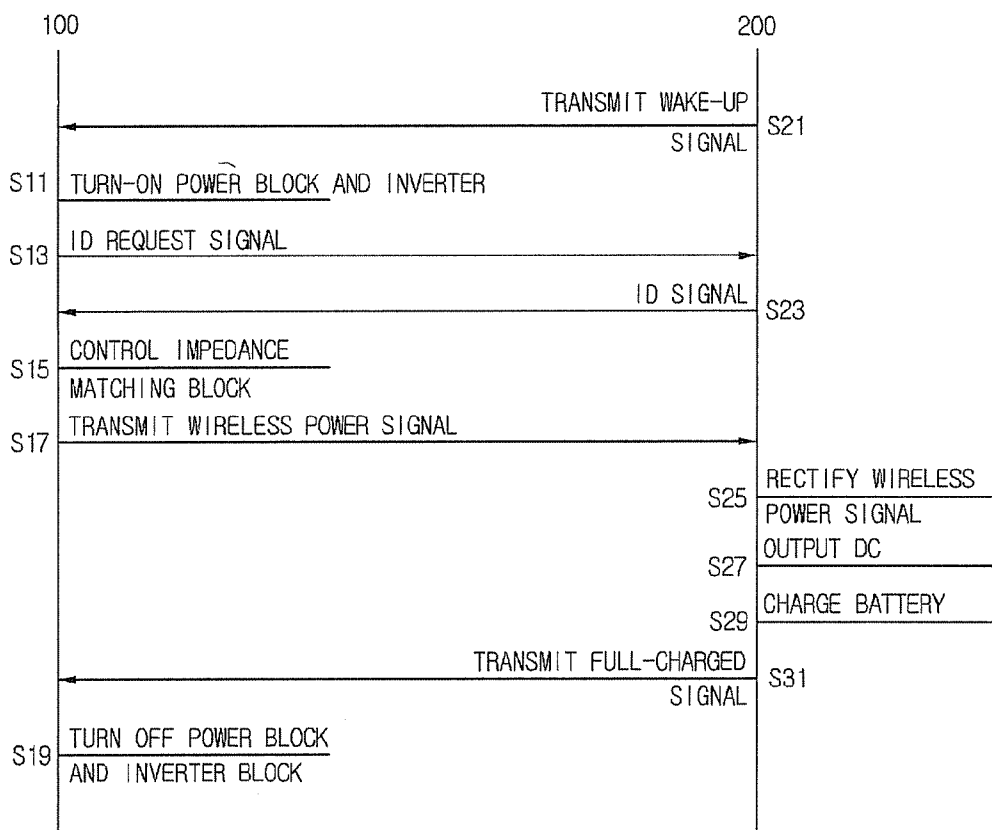 100
200
TRANSMIT WAKE-UP
SIGNAL
S21
S11
TURN-ON POWER BLOCK AND INVERTER
S13
ID REQUEST SIGNAL
ID SIGNAL
S23
S15
CONTROL IMPEDANCE
MATCHING BLOCK
S17
TRANSMIT WIRELESS POWER SIGNAL
S25
RECTIFY WIRELESS
POWER SIGNAL
S27
OUTPUT DC
S29
CHARGE BATTERY
TRANSMIT FULL-CHARGED
SIGNAL
S31
S19
TURN OFF POWER BLOCK
AND INVERTER BLOCK